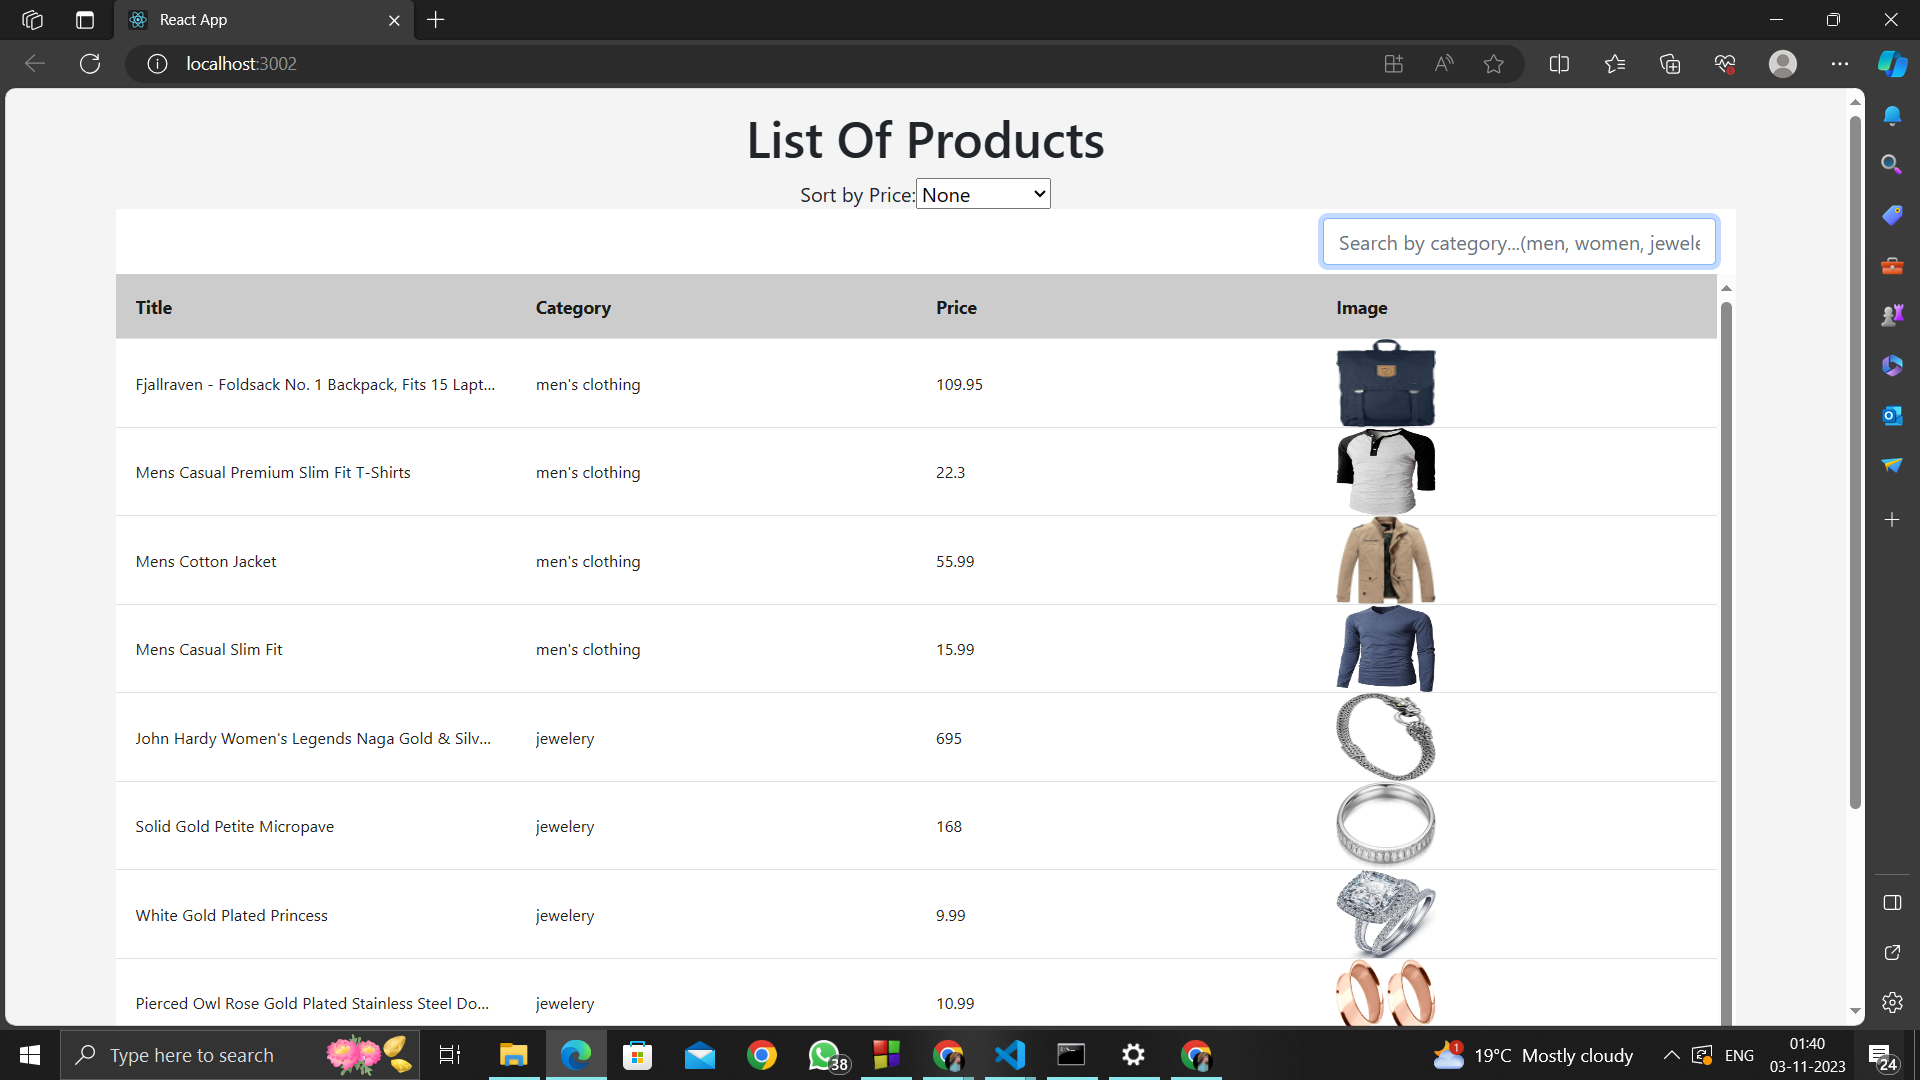 React App
localhost:3002
List Of Products
Sort by Price: None
Search by category...(men, women, jewele
Title Category Price Image
Fjallraven - Foldsack No. 1 Backpack, Fits 15 Lapt... men's clothing 109.95
Mens Casual Premium Slim Fit T-Shirts men's clothing 22.3
Mens Cotton Jacket men's clothing 55.99
Mens Casual Slim Fit men's clothing 15.99
John Hardy Women's Legends Naga Gold & Silv... jewelery 695
Solid Gold Petite Micropave jewelery 168
White Gold Plated Princess jewelery 9.99
Pierced Owl Rose Gold Plated Stainless Steel Do... jewelery 10.99
Type here to search
38
1
19°C Mostly cloudy
ENG
01:40
03-11-2023
24